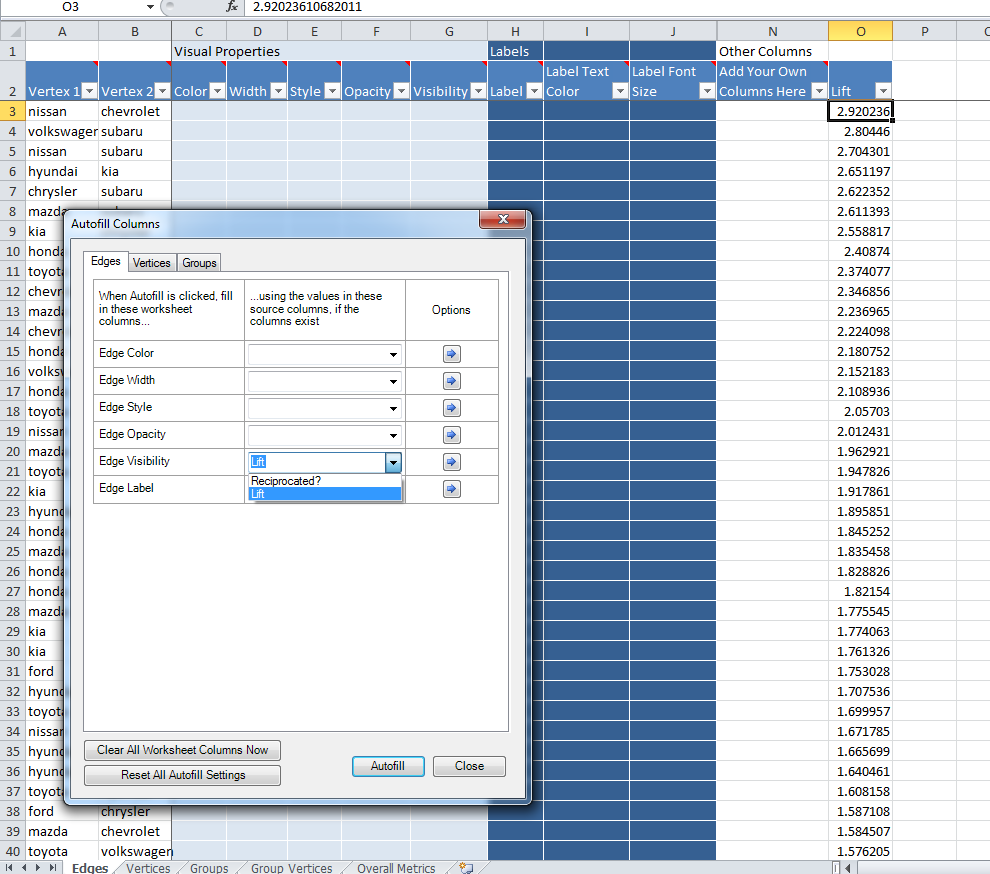 O3 fx 2.92023610682011
A B C D E F G H I J N O P
1 Visual Properties Labels Other Columns
2 Vertex 1 Vertex 2 Color Width Style Opacity Visibility Label Label Text Color Label Font Size Add Your Own Columns Here Lift
3 nissan chevrolet 2.920236
4 volkswagen subaru 2.80446
5 nissan subaru 2.704301
6 hyundai kia 2.651197
7 chrysler subaru 2.622352
8 mazda 2.611393
9 kia 2.558817
10 honda 2.40874
11 toyota 2.374077
12 chevr 2.346856
13 mazda 2.236965
14 chevr 2.224098
15 honda 2.180752
16 volksw 2.152183
17 honda 2.108936
18 toyota 2.05703
19 nissan 2.012431
20 mazda 1.962921
21 toyota 1.947826
22 kia 1.917861
23 hyund 1.895851
24 honda 1.845252
25 mazda 1.835458
26 honda 1.828826
27 honda 1.82154
28 mazda 1.775545
29 kia 1.774063
30 kia 1.761326
31 ford 1.753028
32 hyund 1.707536
33 toyota 1.699957
34 nissan 1.671785
35 hyund 1.665699
36 hyund 1.640461
37 toyota 1.608158
38 ford chrysler 1.587108
39 mazda chevrolet 1.584507
40 toyota volkswagen 1.576205
Autofill Columns
Edges Vertices Groups
When Autofill is clicked, fill
in these worksheet
columns...
...using the values in these
source columns, if the
columns exist
Options
Edge Color
Edge Width
Edge Style
Edge Opacity
Edge Visibility Lift
Reciprocated?
Lift
Edge Label
Clear All Worksheet Columns Now
Reset All Autofill Settings
Autofill Close
Edges Vertices Groups Group Vertices Overall Metrics